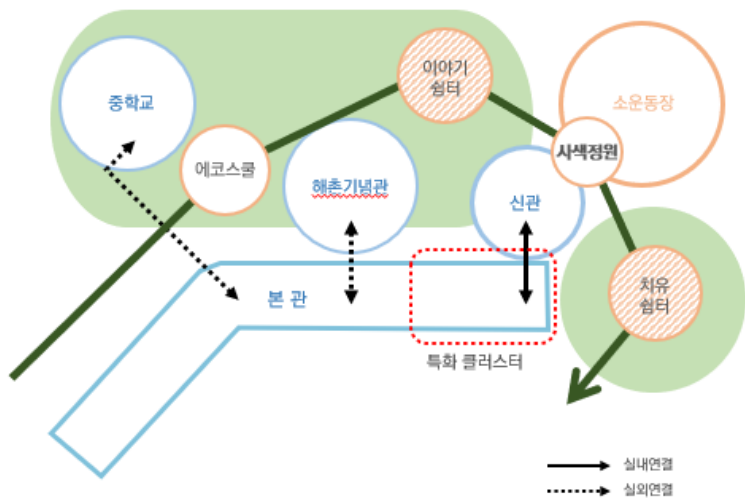 이야기
쉼터
중학교
소운동장
사색정원
에코스쿨
해촌기념관
신관
치유
쉼터
본 관
특화 클러스터
실내연결
실외연결